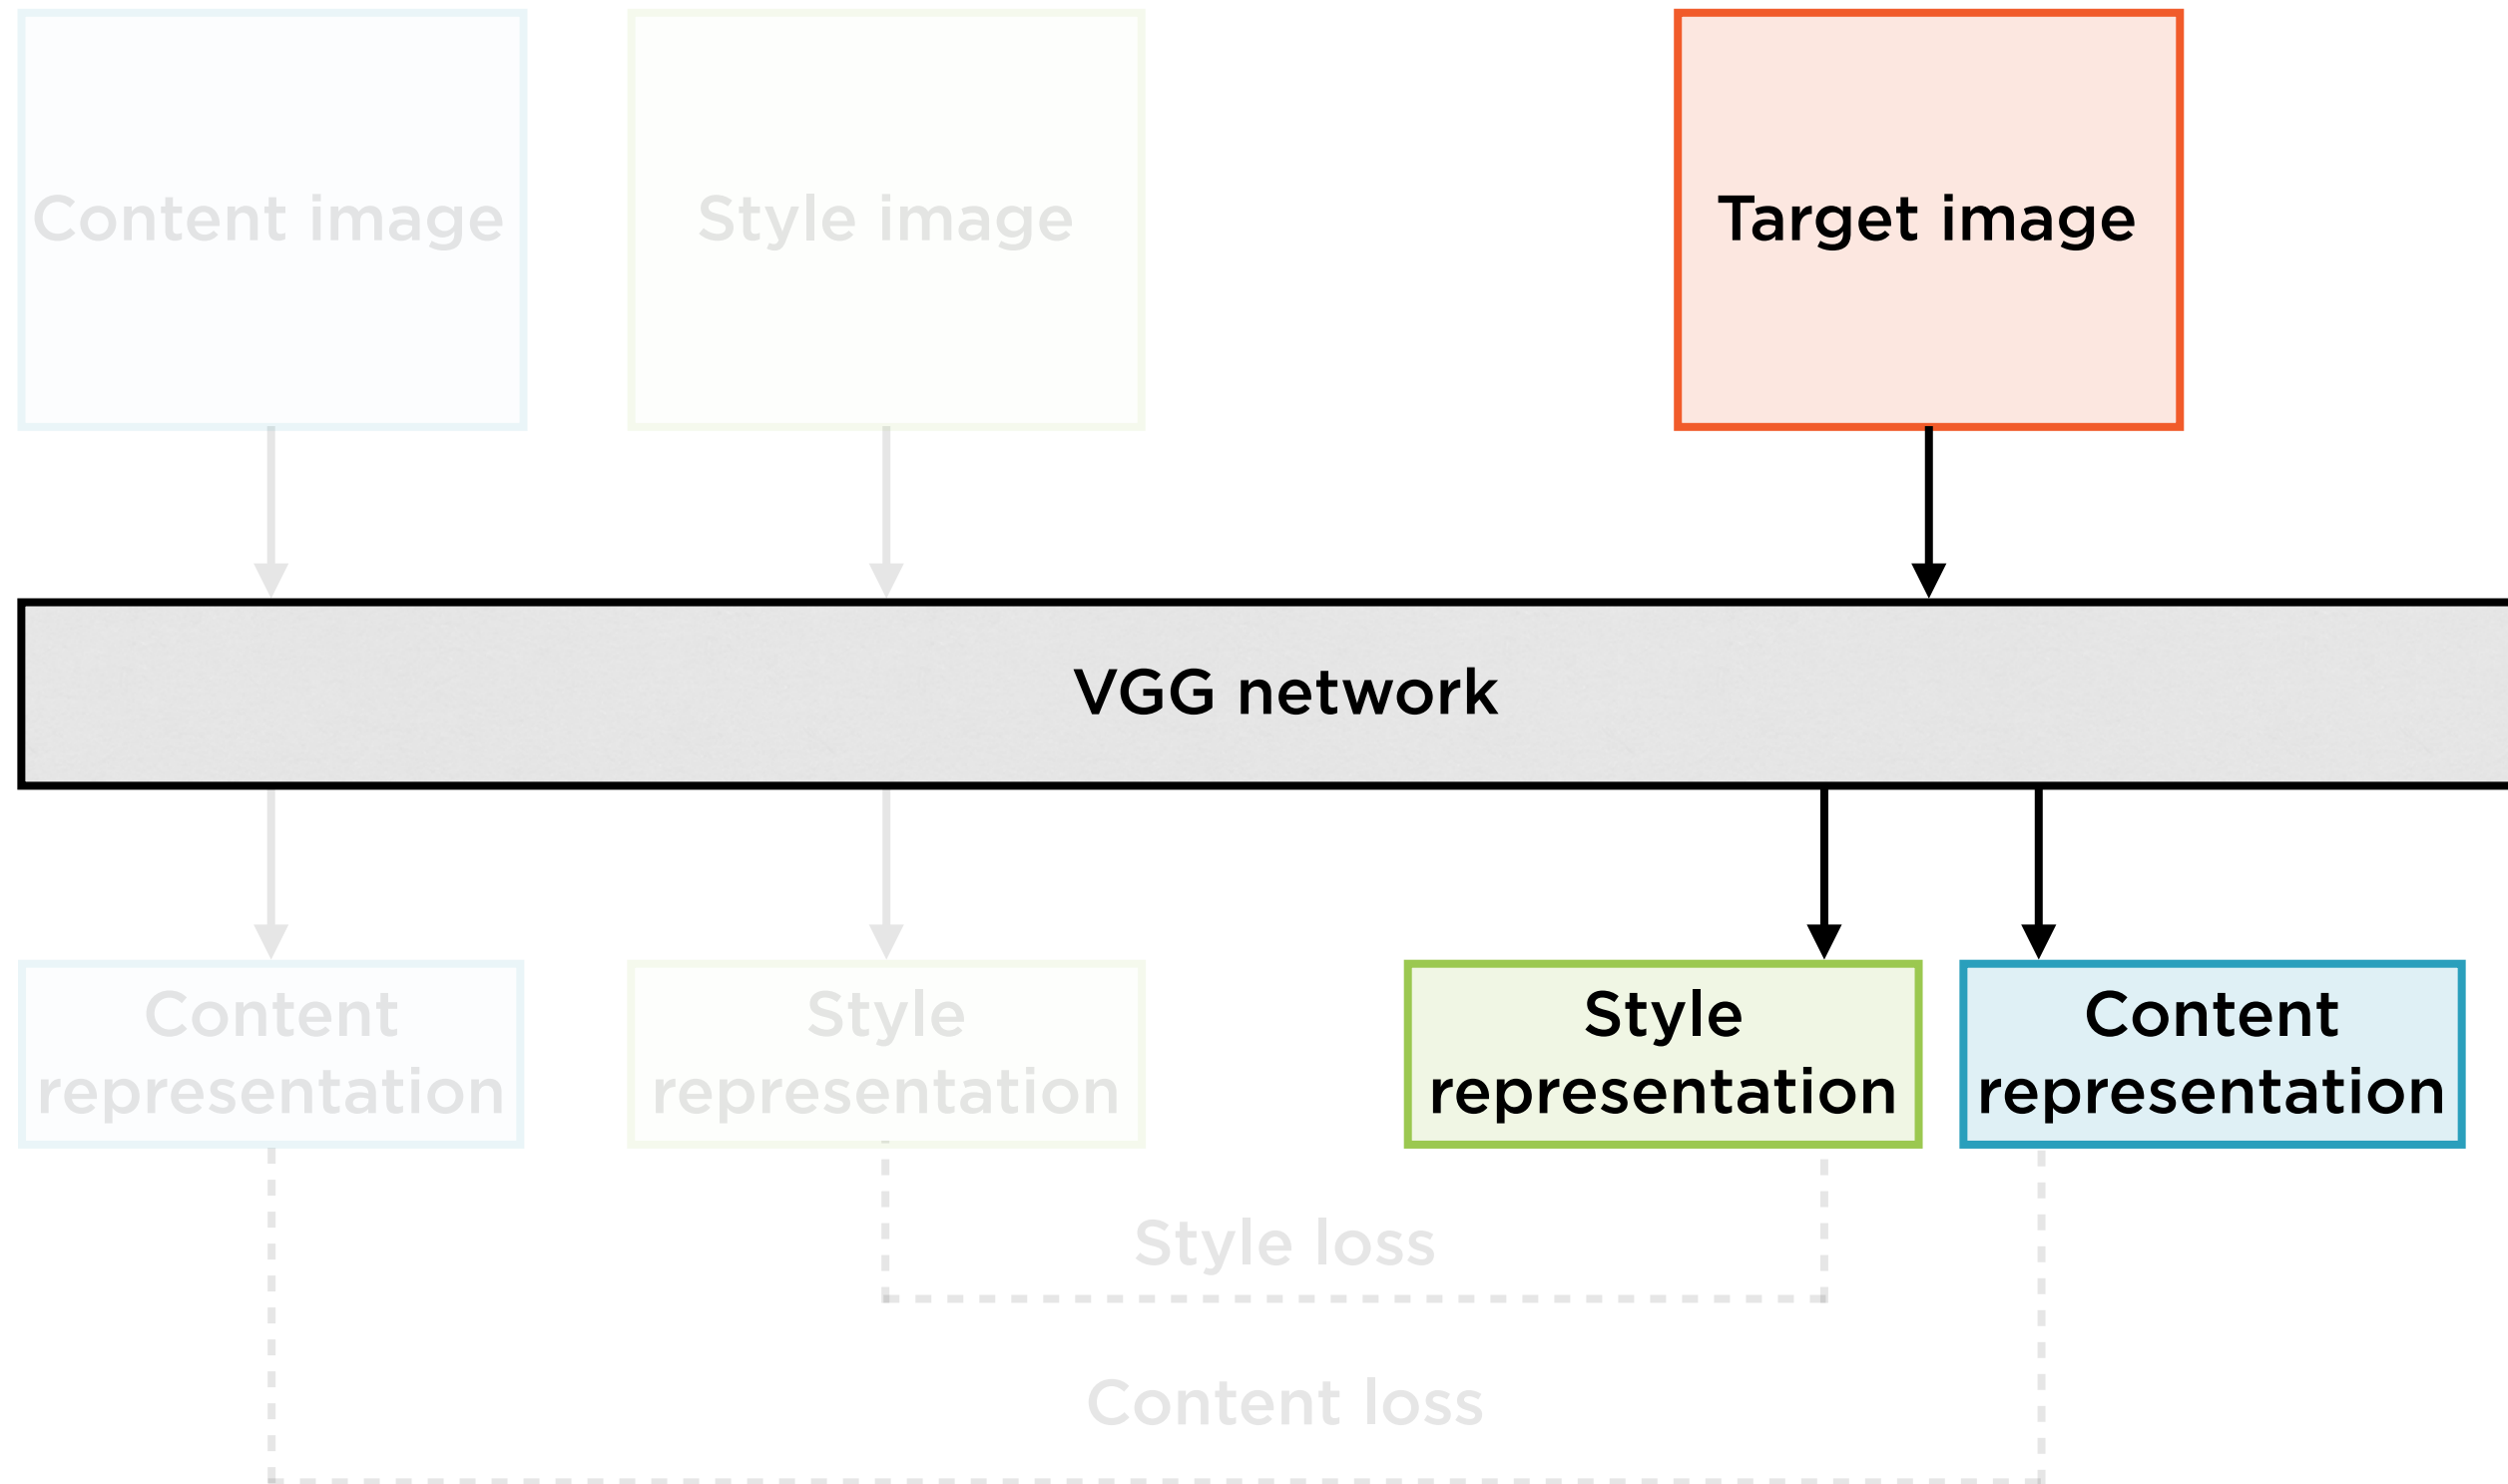 Content image
Style image
Target image
VGG network
Content
representation
Style
representation
Style
representation
Content
representation
Style loss
Content loss